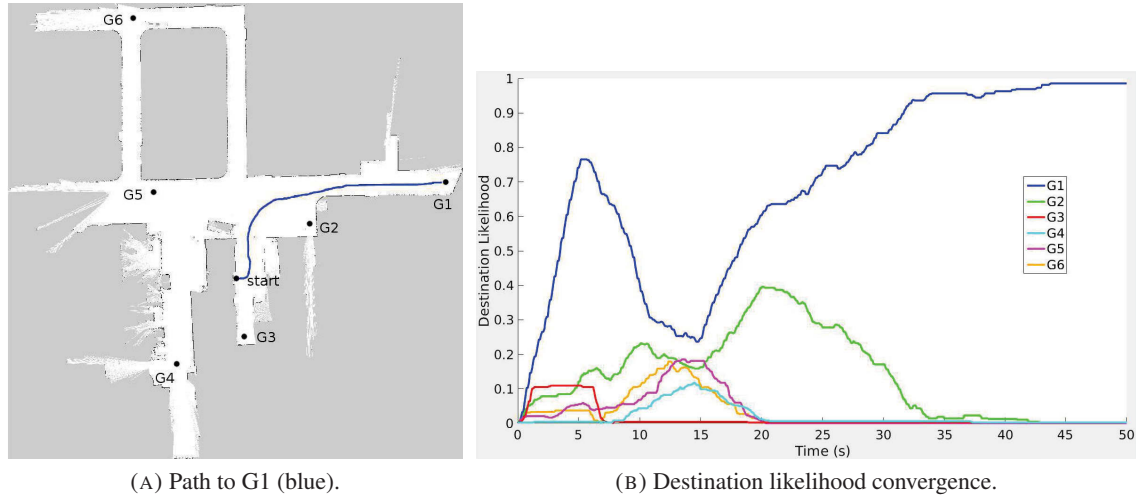 G6
G5
G1
G2
start
G3
G4
1
0.9
0.8
0.7
0.6
0.5
0.4
0.3
0.2
0.1
0
Destination Likelihood
G1
G2
G3
G4
G5
G6
0 5 10 15 20 25 30 35 40 45 50
Time (s)
(A) Path to G1 (blue).
(B) Destination likelihood convergence.